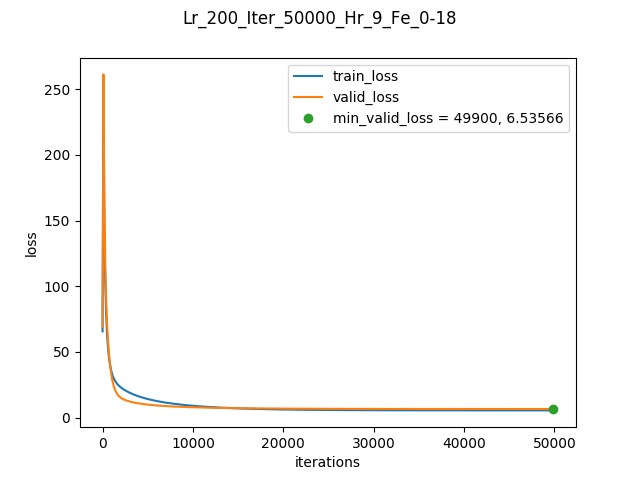 Lr_200_Iter_50000_Hr_9_Fe_0-18
train_loss
valid_loss
min_valid_loss = 49900, 6.53566
250
200
150
100
50
0
loss
0 10000 20000 30000 40000 50000
iterations